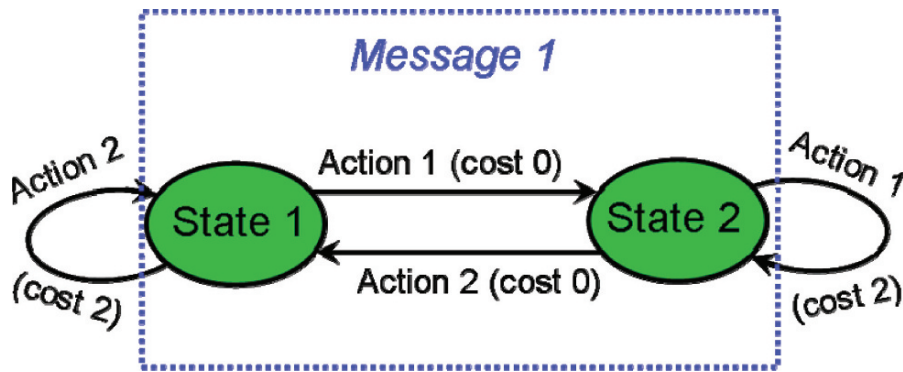 Message 1
Action 2
Action 1 (cost 0)
Action 1
State 1
State 2
Action 2 (cost 0)
(cost 2)
(cost 2)